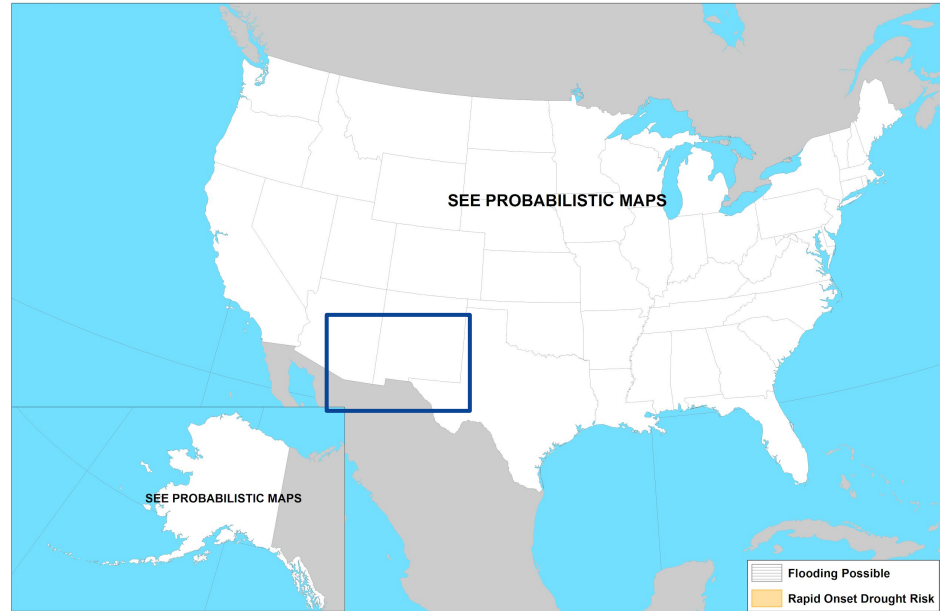 SEE PROBABILISTIC MAPS
SEE PROBABILISTIC MAPS
Flooding Possible
Rapid Onset Drought Risk